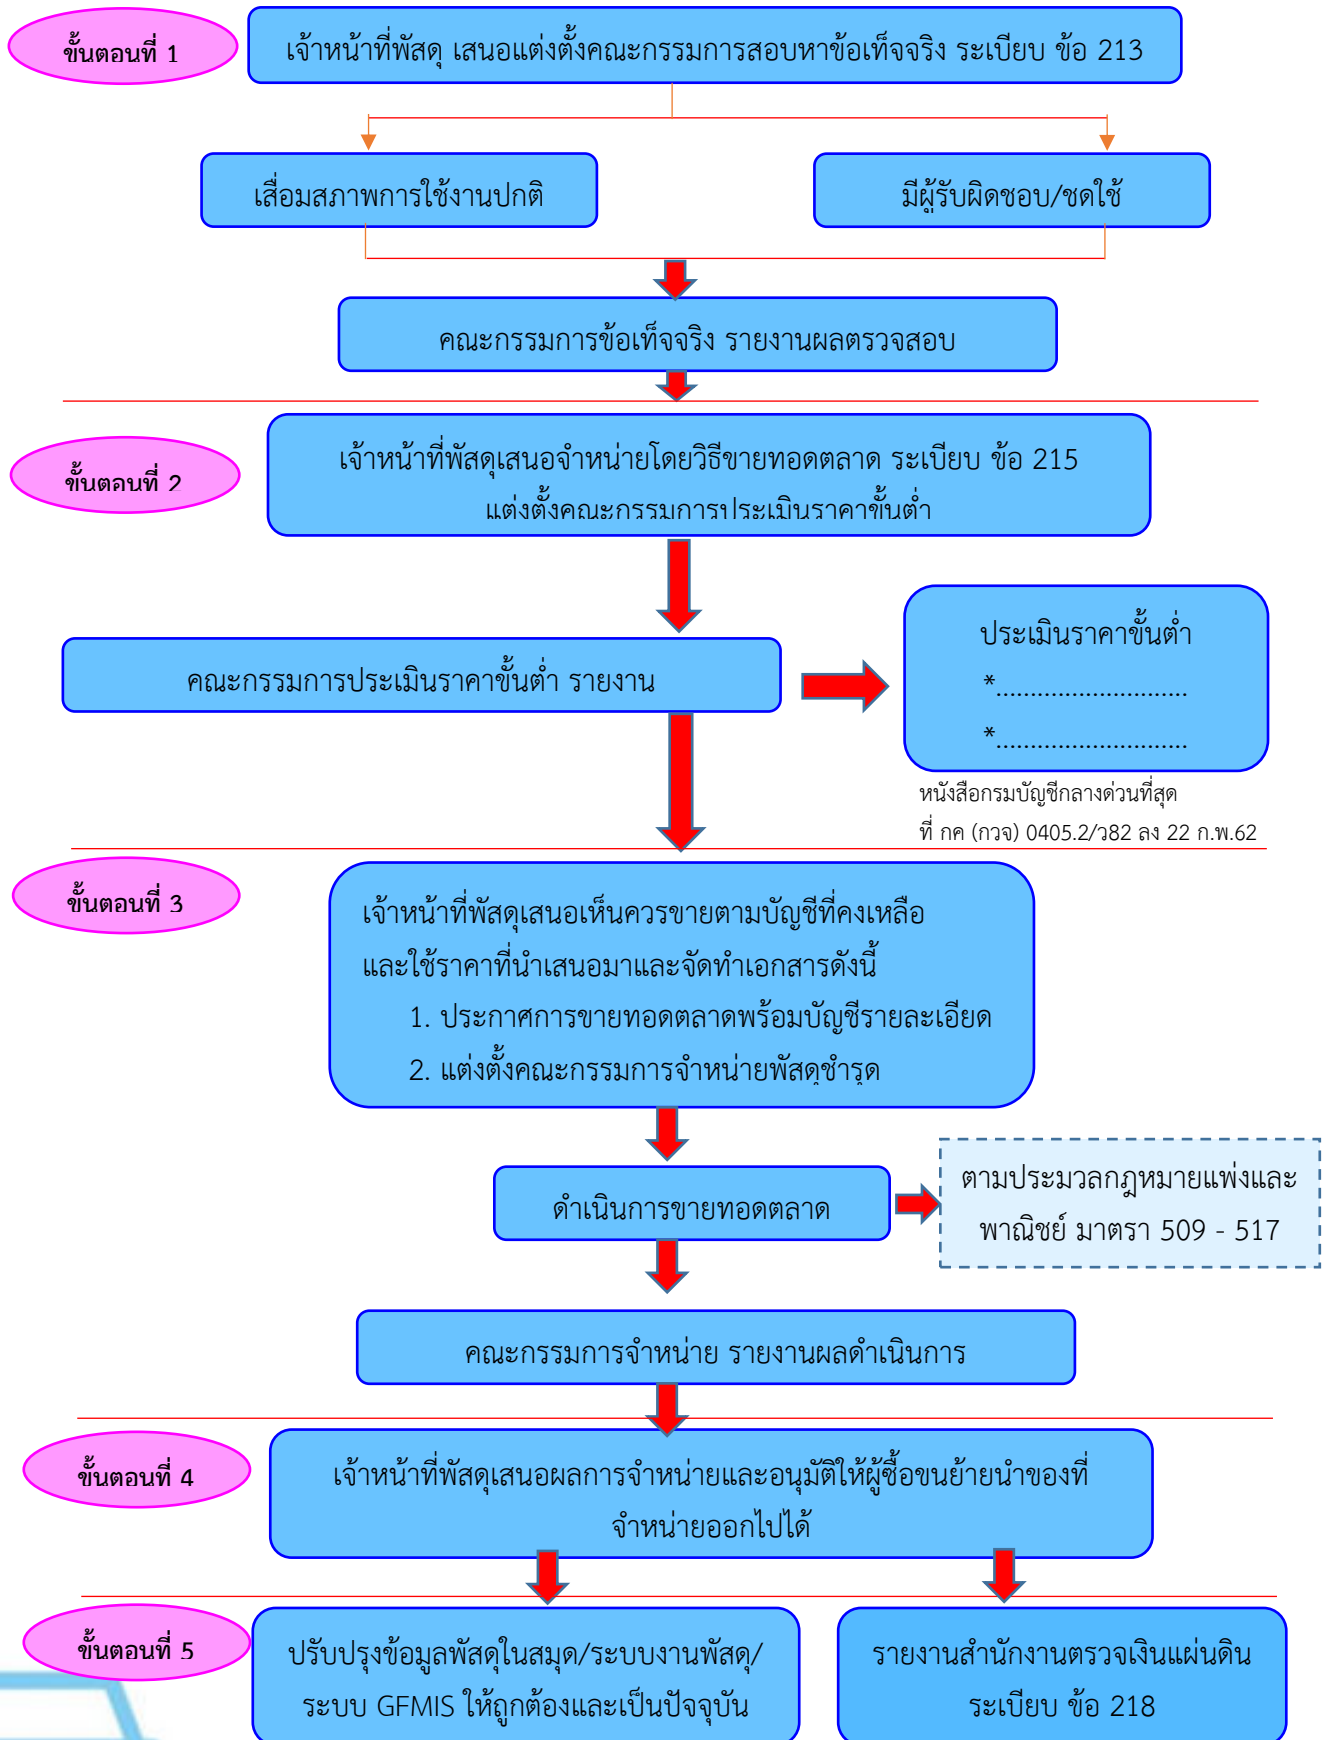 ขั้นตอนที่ 1
เจ้าหน้าที่พัสดุ เสนอแต่งตั้งคณะกรรมการสอบหาข้อเท็จจริง ระเบียบ ข้อ 213
เสื่อมสภาพการใช้งานปกติ
มีผู้รับผิดชอบ/ชดใช้
คณะกรรมการข้อเท็จจริง รายงานผลตรวจสอบ
ขั้นตอนที่ 2
เจ้าหน้าที่พัสดุเสนอจำหน่ายโดยวิธีขายทอดตลาด ระเบียบ ข้อ 215
แต่งตั้งคณะกรรมการประเมินราคาขั้นต่ำ
คณะกรรมการประเมินราคาขั้นต่ำ รายงาน
ประเมินราคาขั้นต่ำ
*............................
*............................
หนังสือกรมบัญชีกลางด่วนที่สุด
ที่ กค (กวจ) 0405.2/ว82 ลง 22 ก.พ.62
ขั้นตอนที่ 3
เจ้าหน้าที่พัสดุเสนอเห็นควรขายตามบัญชีที่คงเหลือ
และใช้ราคาที่นำเสนอมาและจัดทำเอกสารดังนี้
1. ประกาศการขายทอดตลาดพร้อมบัญชีรายละเอียด
2. แต่งตั้งคณะกรรมการจำหน่ายพัสดุชำรุด
ดำเนินการขายทอดตลาด
ตามประมวลกฎหมายแพ่งและ
พาณิชย์ มาตรา 509 - 517
คณะกรรมการจำหน่าย รายงานผลดำเนินการ
ขั้นตอนที่ 4
เจ้าหน้าที่พัสดุเสนอผลการจำหน่ายและอนุมัติให้ผู้ซื้อขนย้ายนำของที่
จำหน่ายออกไปได้
ขั้นตอนที่ 5
ปรับปรุงข้อมูลพัสดุในสมุด/ระบบงานพัสดุ/
ระบบ GFMIS ให้ถูกต้องและเป็นปัจจุบัน
รายงานสำนักงานตรวจเงินแผ่นดิน
ระเบียบ ข้อ 218